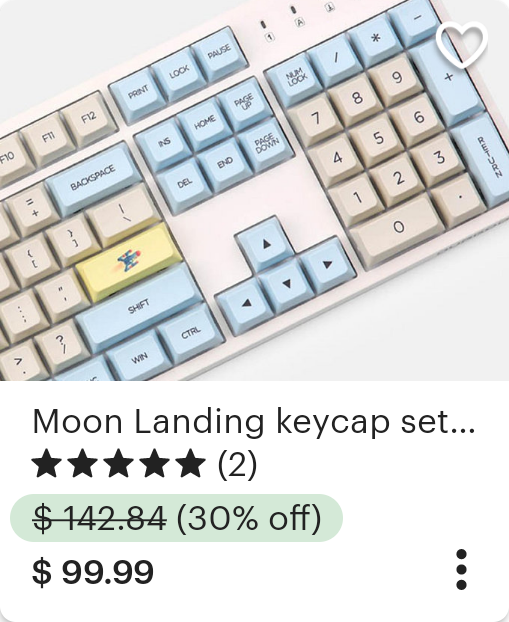 PRINT LOCK PAUSE
1 A
NUM LOCK / * -
F10 F11 F12
INS HOME PAGE UP
7 8 9 +
BACKSPACE
DEL END PAGE DOWN
4 5 6
= +
1 2 3 RETURN
{ [ } ] \
0 .
: ; " '
SHIFT
> . ? /
WIN CTRL
Moon Landing keycap set...
★★★★★ (2)
$ 142.84 (30% off)
$ 99.99